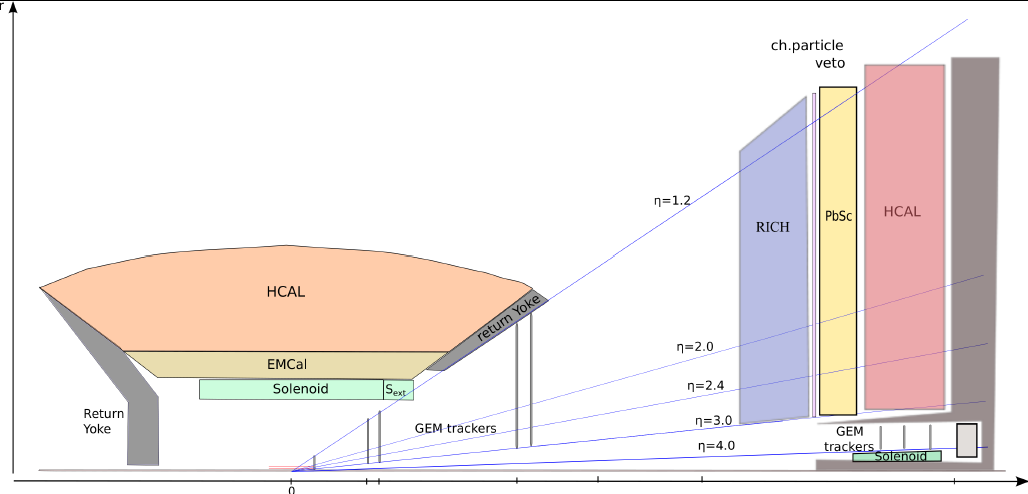 r
ch.particle
veto
η=1.2
RICH
PbSc
HCAL
HCAL
return Yoke
η=2.0
EMCal
η=2.4
Solenoid
Sext
Return
Yoke
GEM trackers
η=3.0
η=4.0
GEM
trackers
Solenoid
0